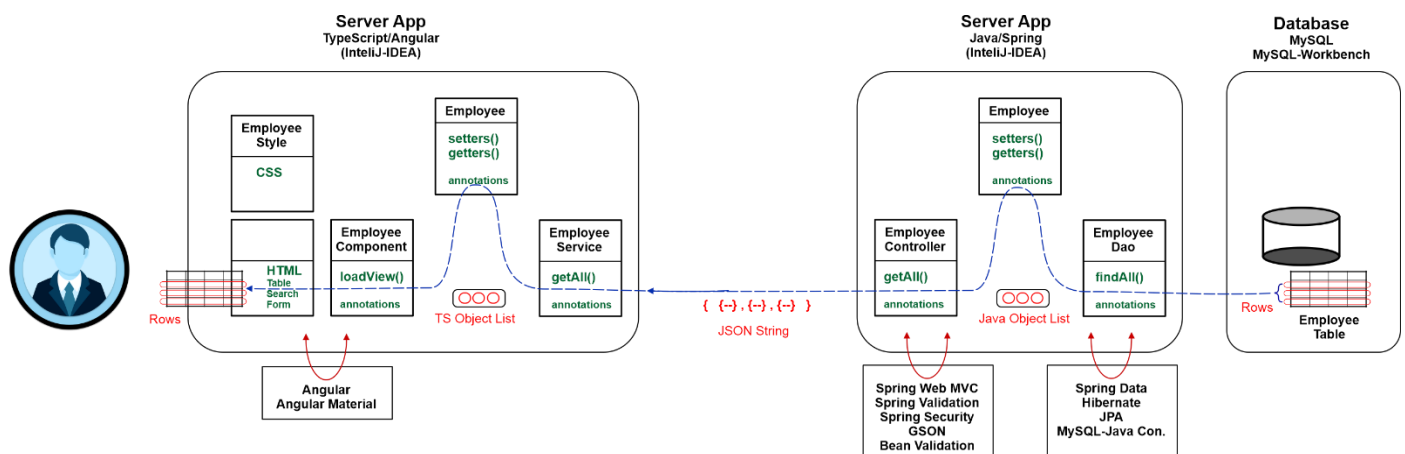 Server App
TypeScript/Angular
(InteliJ-IDEA)
Employee
Style
CSS
HTML
Table
Search
Form
Rows
Employee
Component
loadView()
annotations
Employee
setters()
getters()
annotations
TS Object List
Employee
Service
getAll()
annotations
Angular
Angular Material
{ {--} , {--} , {--} }
JSON String
Server App
Java/Spring
(InteliJ-IDEA)
Employee
Controller
getAll()
annotations
Employee
setters()
getters()
annotations
Java Object List
Employee
Dao
findAll()
annotations
Spring Web MVC
Spring Validation
Spring Security
GSON
Bean Validation
Spring Data
Hibernate
JPA
MySQL-Java Con.
Database
MySQL
MySQL-Workbench
Rows
Employee
Table